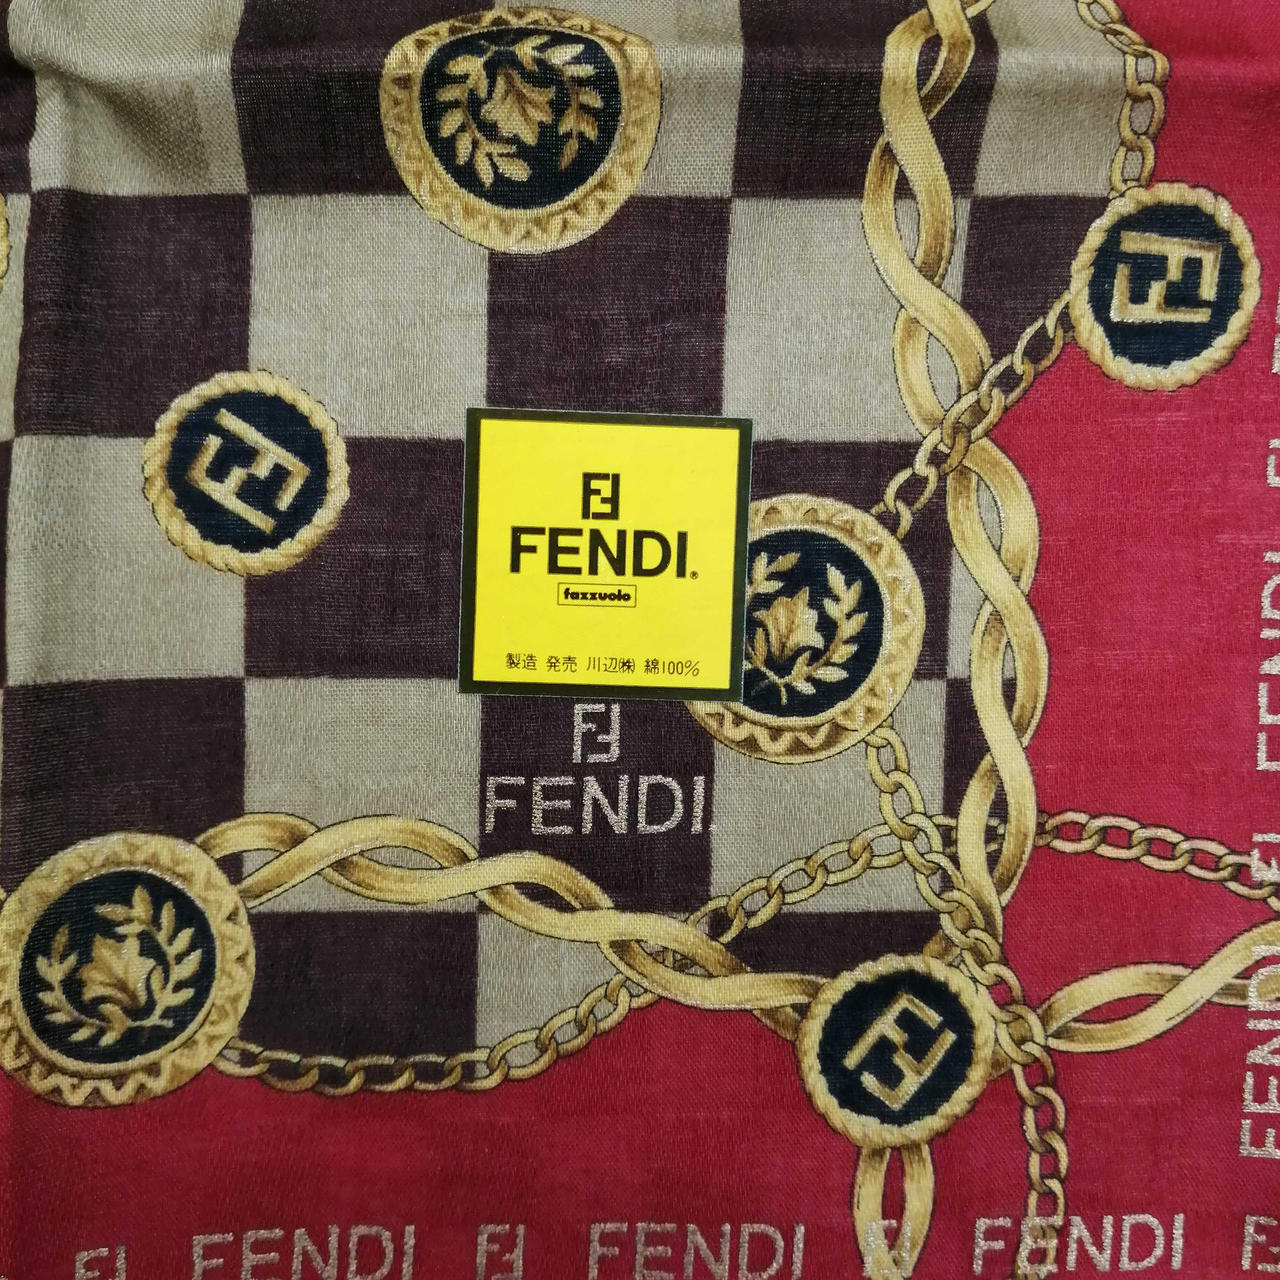 FENDI®
fazzuolo
製造 発売 川辺㈱ 綿100%
FENDI.
FENDI FENDI FENDI
FENDI FENDI